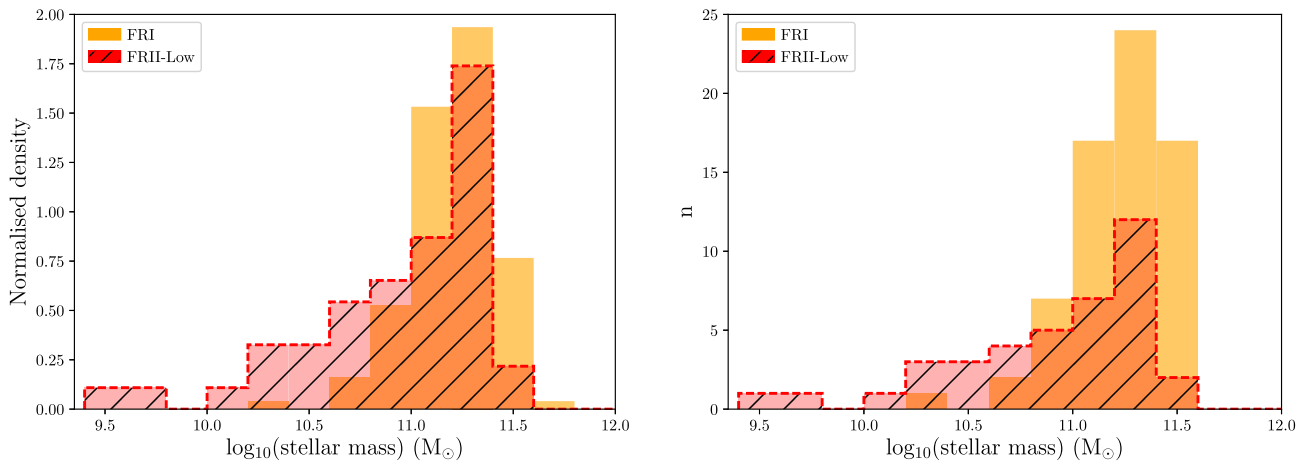 FRI
FRII-Low
2.00
1.75
1.50
1.25
1.00
0.75
0.50
0.25
0.00
Normalised density
9.5 10.0 10.5 11.0 11.5 12.0
log₁₀(stellar mass) (M⊙)
FRI
FRII-Low
25
20
15
10
5
0
n
9.5 10.0 10.5 11.0 11.5 12.0
log₁₀(stellar mass) (M⊙)